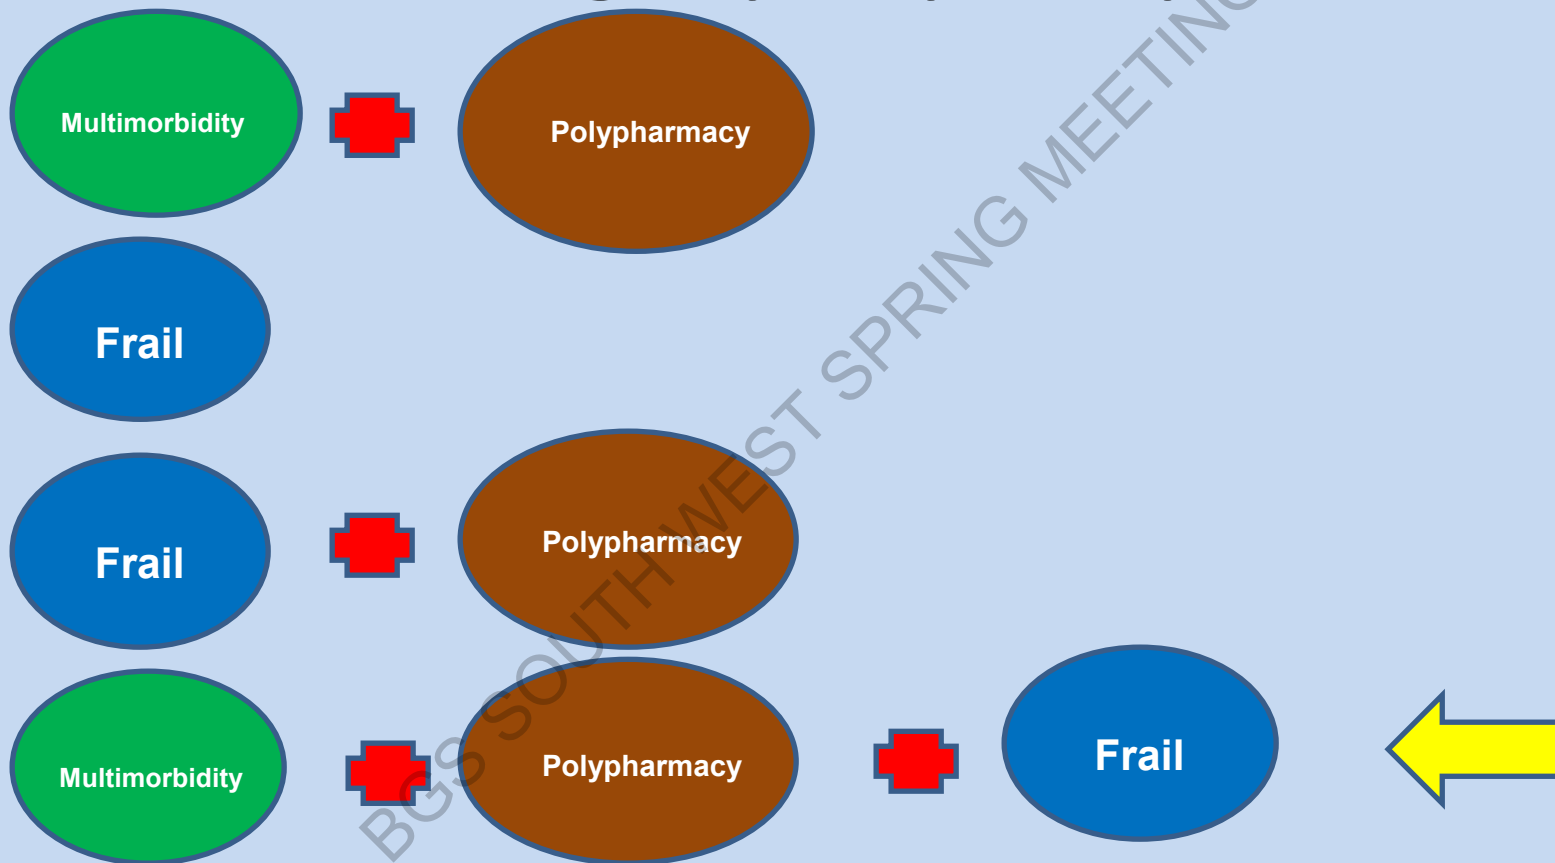 Multimorbidity
Polypharmacy
Frail
Frail
Polypharmacy
Multimorbidity
Polypharmacy
Frail
BGS SOUTH WEST SPRING MEETING